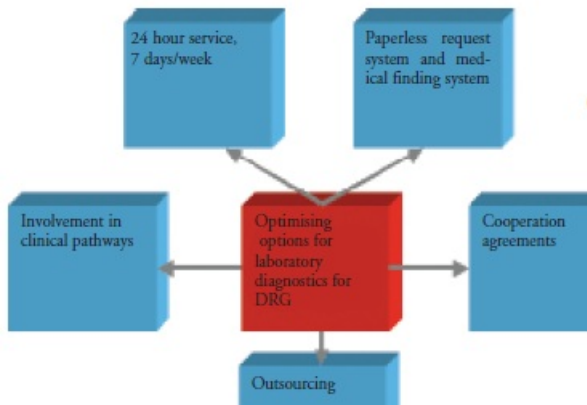 24 hour service,
7 days/week
Paperless request
system and med-
ical finding system
Involvement in
clinical pathways
Optimising
options for
laboratory
diagnostics for
DRG
Cooperation
agreements
Outsourcing